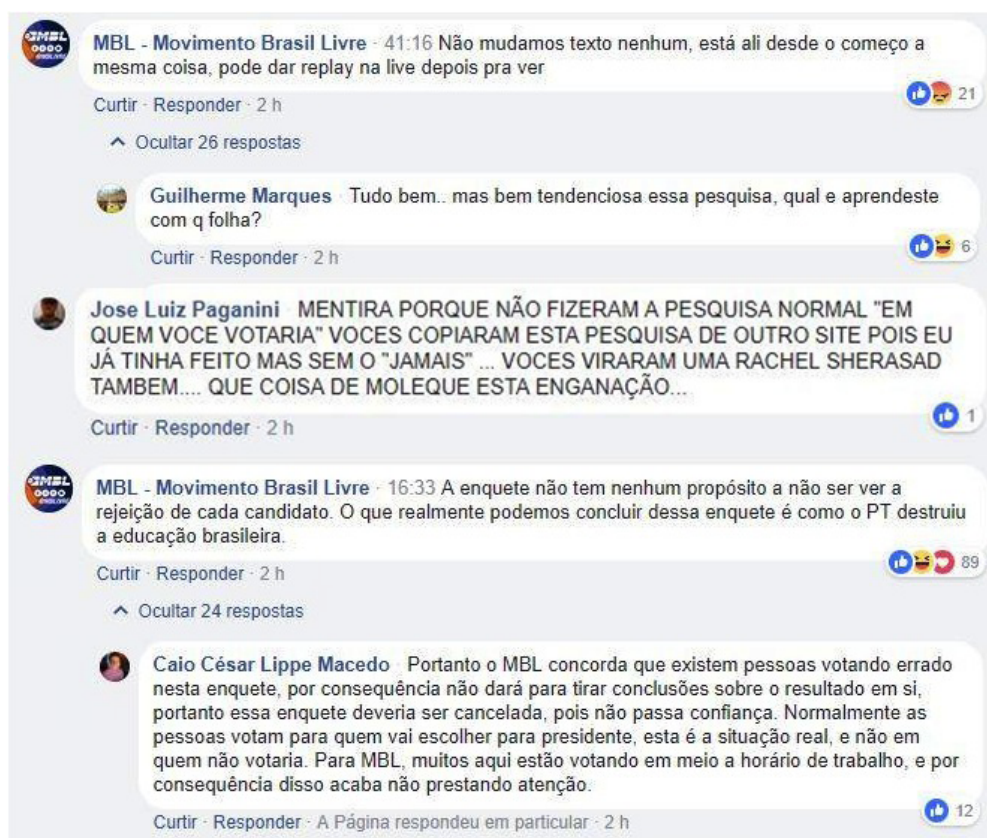 MBL - Movimento Brasil Livre · 41:16 Não mudamos texto nenhum, está ali desde o começo a
mesma coisa, pode dar replay na live depois pra ver
21
Curtir · Responder · 2 h
Ocultar 26 respostas
Guilherme Marques · Tudo bem.. mas bem tendenciosa essa pesquisa, qual e aprendeste
com q folha?
6
Curtir · Responder · 2 h
Jose Luiz Paganini · MENTIRA PORQUE NÃO FIZERAM A PESQUISA NORMAL "EM
QUEM VOCE VOTARIA" VOCES COPIARAM ESTA PESQUISA DE OUTRO SITE POIS EU
JÁ TINHA FEITO MAS SEM O "JAMAIS" ... VOCES VIRARAM UMA RACHEL SHERASAD
TAMBEM.... QUE COISA DE MOLEQUE ESTA ENGANAÇÃO...
1
Curtir · Responder · 2 h
MBL - Movimento Brasil Livre · 16:33 A enquete não tem nenhum propósito a não ser ver a
rejeição de cada candidato. O que realmente podemos concluir dessa enquete é como o PT destruiu
a educação brasileira.
89
Curtir · Responder · 2 h
Ocultar 24 respostas
Caio César Lippe Macedo · Portanto o MBL concorda que existem pessoas votando errado
nesta enquete, por consequência não dará para tirar conclusões sobre o resultado em si,
portanto essa enquete deveria ser cancelada, pois não passa confiança. Normalmente as
pessoas votam para quem vai escolher para presidente, esta é a situação real, e não em
quem não votaria. Para MBL, muitos aqui estão votando em meio a horário de trabalho, e por
consequência disso acaba não prestando atenção.
12
Curtir · Responder · A Página respondeu em particular · 2 h